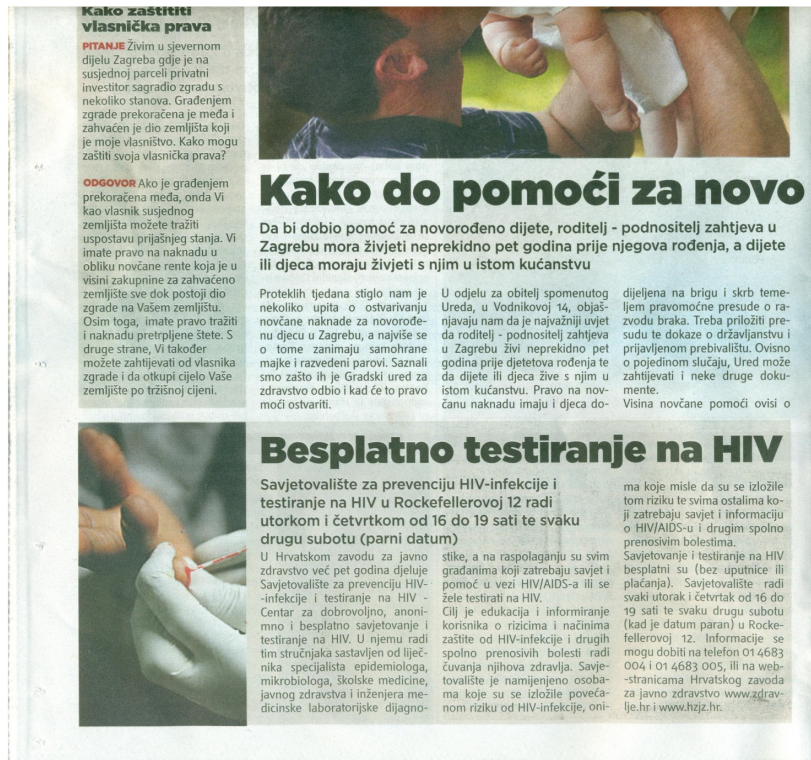 Kako zaštititi
vlasnička prava
PITANJE Živim u sjevernom
dijelu Zagreba gdje je na
susjednoj parceli privatni
investitor sagradio zgradu s
nekoliko stanova. Građenjem
zgrade prekoračena je međa i
zahvaćen je dio zemljišta koji
je moje vlasništvo. Kako mogu
zaštiti svoja vlasnička prava?
ODGOVOR Ako je građenjem
prekoračena međa, onda Vi
kao vlasnik susjednog
zemljišta možete tražiti
uspostavu prijašnjeg stanja. Vi
imate pravo na naknadu u
obliku novčane rente koja je u
visini zakupnine za zahvaćeno
zemljište sve dok postoji dio
zgrade na Vašem zemljištu.
Osim toga, imate pravo tražiti
i naknadu pretrpljene štete. S
druge strane, Vi također
možete zahtijevati od vlasnika
zgrade i da otkupi cijelo Vaše
zemljište po tržišnoj cijeni.
Kako do pomoći za novo
Da bi dobio pomoć za novorođeno dijete, roditelj - podnositelj zahtjeva u
Zagrebu mora živjeti neprekidno pet godina prije njegova rođenja, a dijete
ili djeca moraju živjeti s njim u istom kućanstvu
Proteklih tjedana stiglo nam je
nekoliko upita o ostvarivanju
novčane naknade za novorođe-
nu djecu u Zagrebu, a najviše se
o tome zanimaju samohrane
majke i razvedeni parovi. Saznali
smo zašto ih je Gradski ured za
zdravstvo odbio i kad će to pravo
moći ostvariti.
U odjelu za obitelj spomenutog
Ureda, u Vodnikovoj 14, objaš-
njavaju nam da je najvažniji uvjet
da roditelj - podnositelj zahtjeva
u Zagrebu živi neprekidno pet
godina prije djetetova rođenja te
da dijete ili djeca žive s njim u
istom kućanstvu. Pravo na nov-
čanu naknadu imaju i djeca do-
dijeljena na brigu i skrb teme-
ljem pravomoćne presude o ra-
zvodu braka. Treba priložiti pre-
sudu te dokaze o državljanstvu i
prijavljenom prebivalištu. Ovisno
o pojedinom slučaju, Ured može
zahtijevati i neke druge doku-
mente.
Visina novčane pomoći ovisi o
Besplatno testiranje na HIV
Savjetovalište za prevenciju HIV-infekcije i
testiranje na HIV u Rockefellerovoj 12 radi
utorkom i četvrtkom od 16 do 19 sati te svaku
drugu subotu (parni datum)
U Hrvatskom zavodu za javno
zdravstvo već pet godina djeluje
Savjetovalište za prevenciju HIV-
-infekcije i testiranje na HIV -
Centar za dobrovoljno, anoni-
mno i besplatno savjetovanje i
testiranje na HIV. U njemu radi
tim stručnjaka sastavljen od liječ-
nika specijalista epidemiologa,
mikrobiologa, školske medicine,
javnog zdravstva i inženjera me-
dicinske laboratorijske dijagno-
stike, a na raspolaganju su svim
građanima koji zatrebaju savjet i
pomoć u vezi HIV/AIDS-a ili se
žele testirati na HIV.
Cilj je edukacija i informiranje
korisnika o rizicima i načinima
zaštite od HIV-infekcije i drugih
spolno prenosivih bolesti radi
čuvanja njihova zdravlja. Savje-
tovalište je namijenjeno osoba-
ma koje su se izložile poveća-
nom riziku od HIV-infekcije, oni-
ma koje misle da su se izložile
tom riziku te svima ostalima ko-
ji zatrebaju savjet i informaciju
o HIV/AIDS-u i drugim spolno
prenosivim bolestima.
Savjetovanje i testiranje na HIV
besplatni su (bez uputnice ili
plaćanja). Savjetovalište radi
svaki utorak i četvrtak od 16 do
19 sati te svaku drugu subotu
(kad je datum paran) u Rocke-
fellerovoj 12. Informacije se
mogu dobiti na telefon 01 4683
004 i 01 4683 005, ili na web-
-stranicama Hrvatskog zavoda
za javno zdravstvo www.zdrav-
lje.hr i www.hzjz.hr.